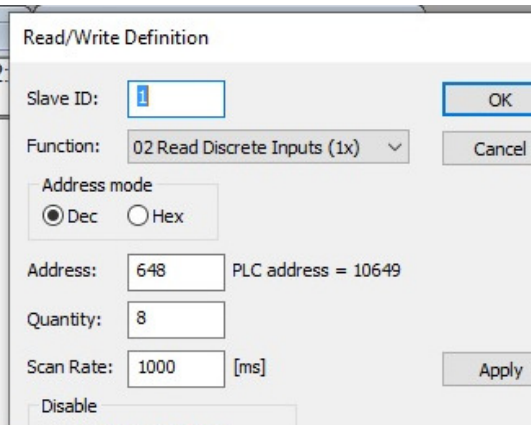 Read/Write Definition
Slave ID: 1 OK
Function: 02 Read Discrete Inputs (1x) Cancel
Address mode
Dec Hex
Address: 648 PLC address = 10649
Quantity: 8
Scan Rate: 1000 [ms] Apply
Disable